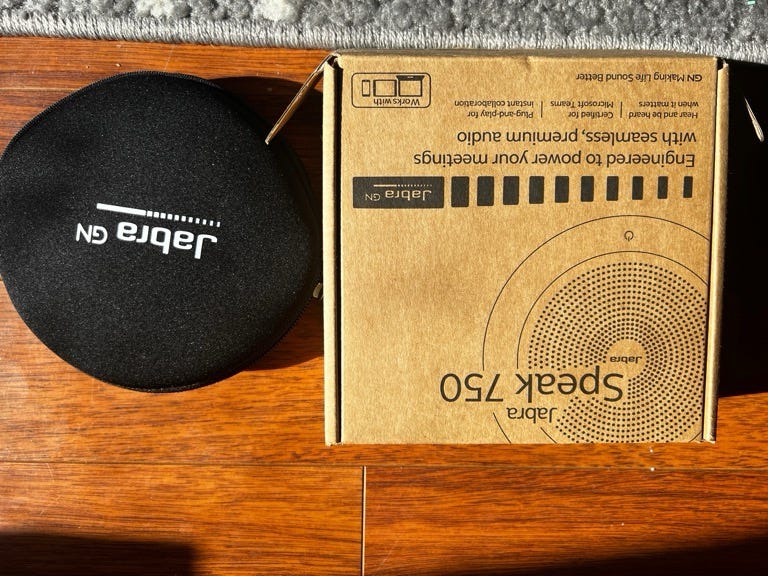 Jabra GN
Jabra
Speak 750
Jabra
Jabra GN
Engineered to power your meetings
with seamless, premium audio
Hear and be heard
when it matters
Certified for
Microsoft Teams
Plug-and-play for
instant collaboration
GN Making Life Sound Better
Works with